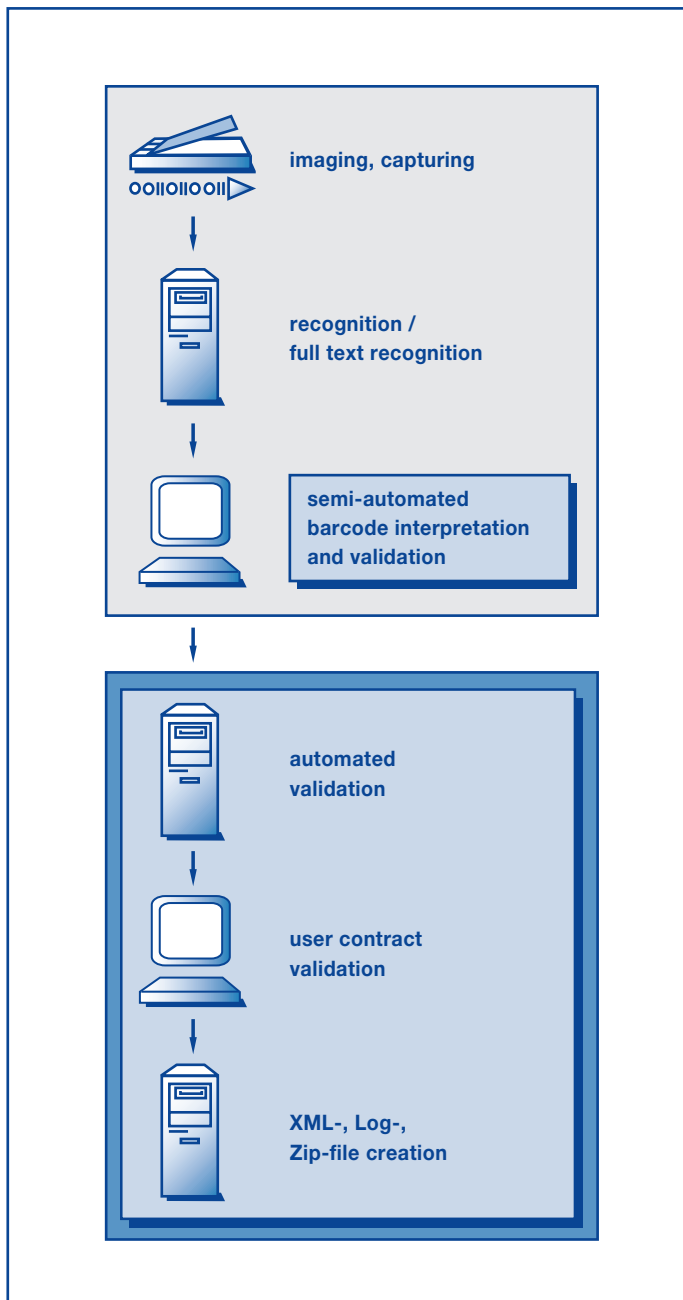 OOIIOIIOOII
imaging, capturing
recognition /
full text recognition
semi-automated
barcode interpretation
and validation
automated
validation
user contract
validation
XML-, Log-,
Zip-file creation